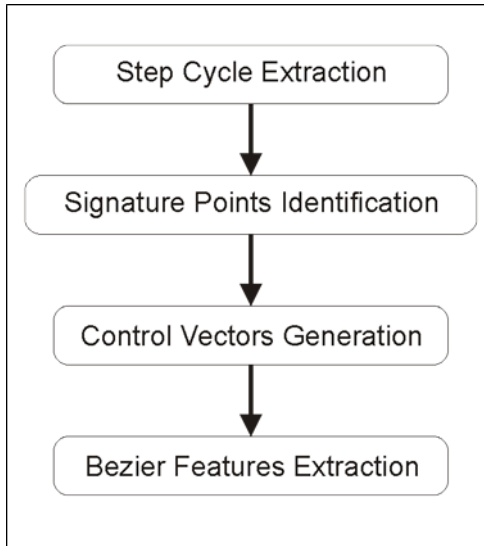 Step Cycle Extraction
Signature Points Identification
Control Vectors Generation
Bezier Features Extraction